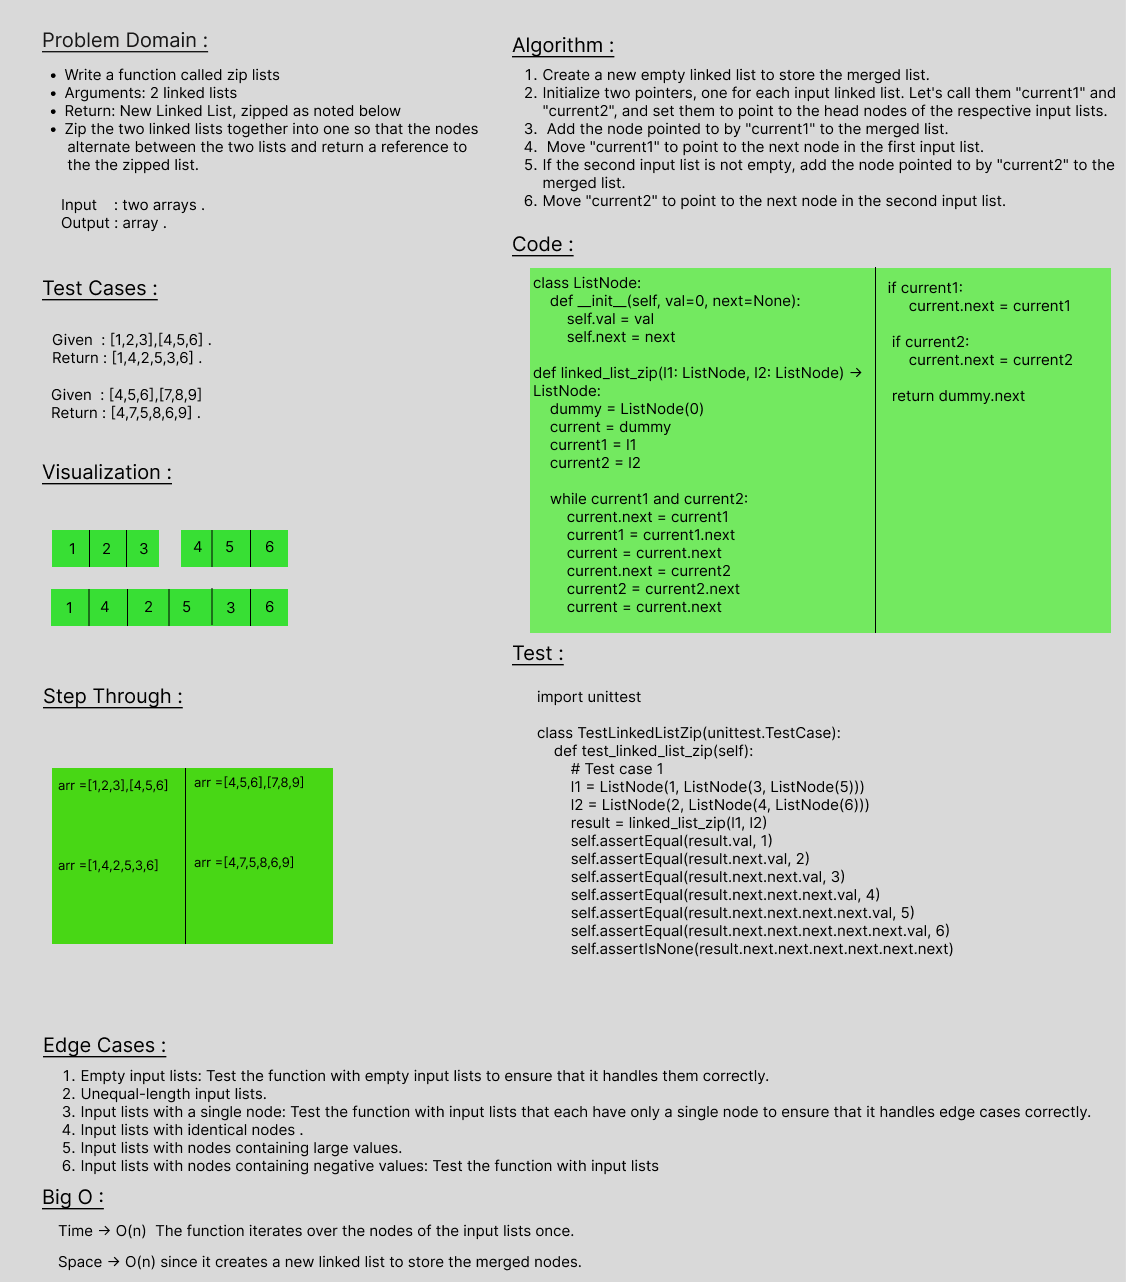 Problem Domain :
• Write a function called zip lists
• Arguments: 2 linked lists
• Return: New Linked List, zipped as noted below
• Zip the two linked lists together into one so that the nodes
alternate between the two lists and return a reference to
the the zipped list.
Input : two arrays .
Output : array .
Test Cases :
Given : [1,2,3],[4,5,6] .
Return : [1,4,2,5,3,6] .
Given : [4,5,6],[7,8,9]
Return : [4,7,5,8,6,9] .
Visualization :
1 2 3 4 5 6
1 4 2 5 3 6
Step Through :
arr =[1,2,3],[4,5,6]
arr =[1,4,2,5,3,6]
arr =[4,5,6],[7,8,9]
arr =[4,7,5,8,6,9]
Algorithm :
1. Create a new empty linked list to store the merged list.
2. Initialize two pointers, one for each input linked list. Let's call them "current1" and
"current2", and set them to point to the head nodes of the respective input lists.
3. Add the node pointed to by "current1" to the merged list.
4. Move "current1" to point to the next node in the first input list.
5. If the second input list is not empty, add the node pointed to by "current2" to the
merged list.
6. Move "current2" to point to the next node in the second input list.
Code :
class ListNode:
def __init__(self, val=0, next=None):
self.val = val
self.next = next
def linked_list_zip(l1: ListNode, l2: ListNode) →
ListNode:
dummy = ListNode(0)
current = dummy
current1 = l1
current2 = l2
while current1 and current2:
current.next = current1
current1 = current1.next
current = current.next
current.next = current2
current2 = current2.next
current = current.next
if current1:
current.next = current1
if current2:
current.next = current2
return dummy.next
Test :
import unittest
class TestLinkedListZip(unittest.TestCase):
def test_linked_list_zip(self):
# Test case 1
l1 = ListNode(1, ListNode(3, ListNode(5)))
l2 = ListNode(2, ListNode(4, ListNode(6)))
result = linked_list_zip(l1, l2)
self.assertEqual(result.val, 1)
self.assertEqual(result.next.val, 2)
self.assertEqual(result.next.next.val, 3)
self.assertEqual(result.next.next.next.val, 4)
self.assertEqual(result.next.next.next.next.val, 5)
self.assertEqual(result.next.next.next.next.next.val, 6)
self.assertIsNone(result.next.next.next.next.next.next)
Edge Cases :
1. Empty input lists: Test the function with empty input lists to ensure that it handles them correctly.
2. Unequal-length input lists.
3. Input lists with a single node: Test the function with input lists that each have only a single node to ensure that it handles edge cases correctly.
4. Input lists with identical nodes .
5. Input lists with nodes containing large values.
6. Input lists with nodes containing negative values: Test the function with input lists
Big O :
Time → O(n) The function iterates over the nodes of the input lists once.
Space → O(n) since it creates a new linked list to store the merged nodes.